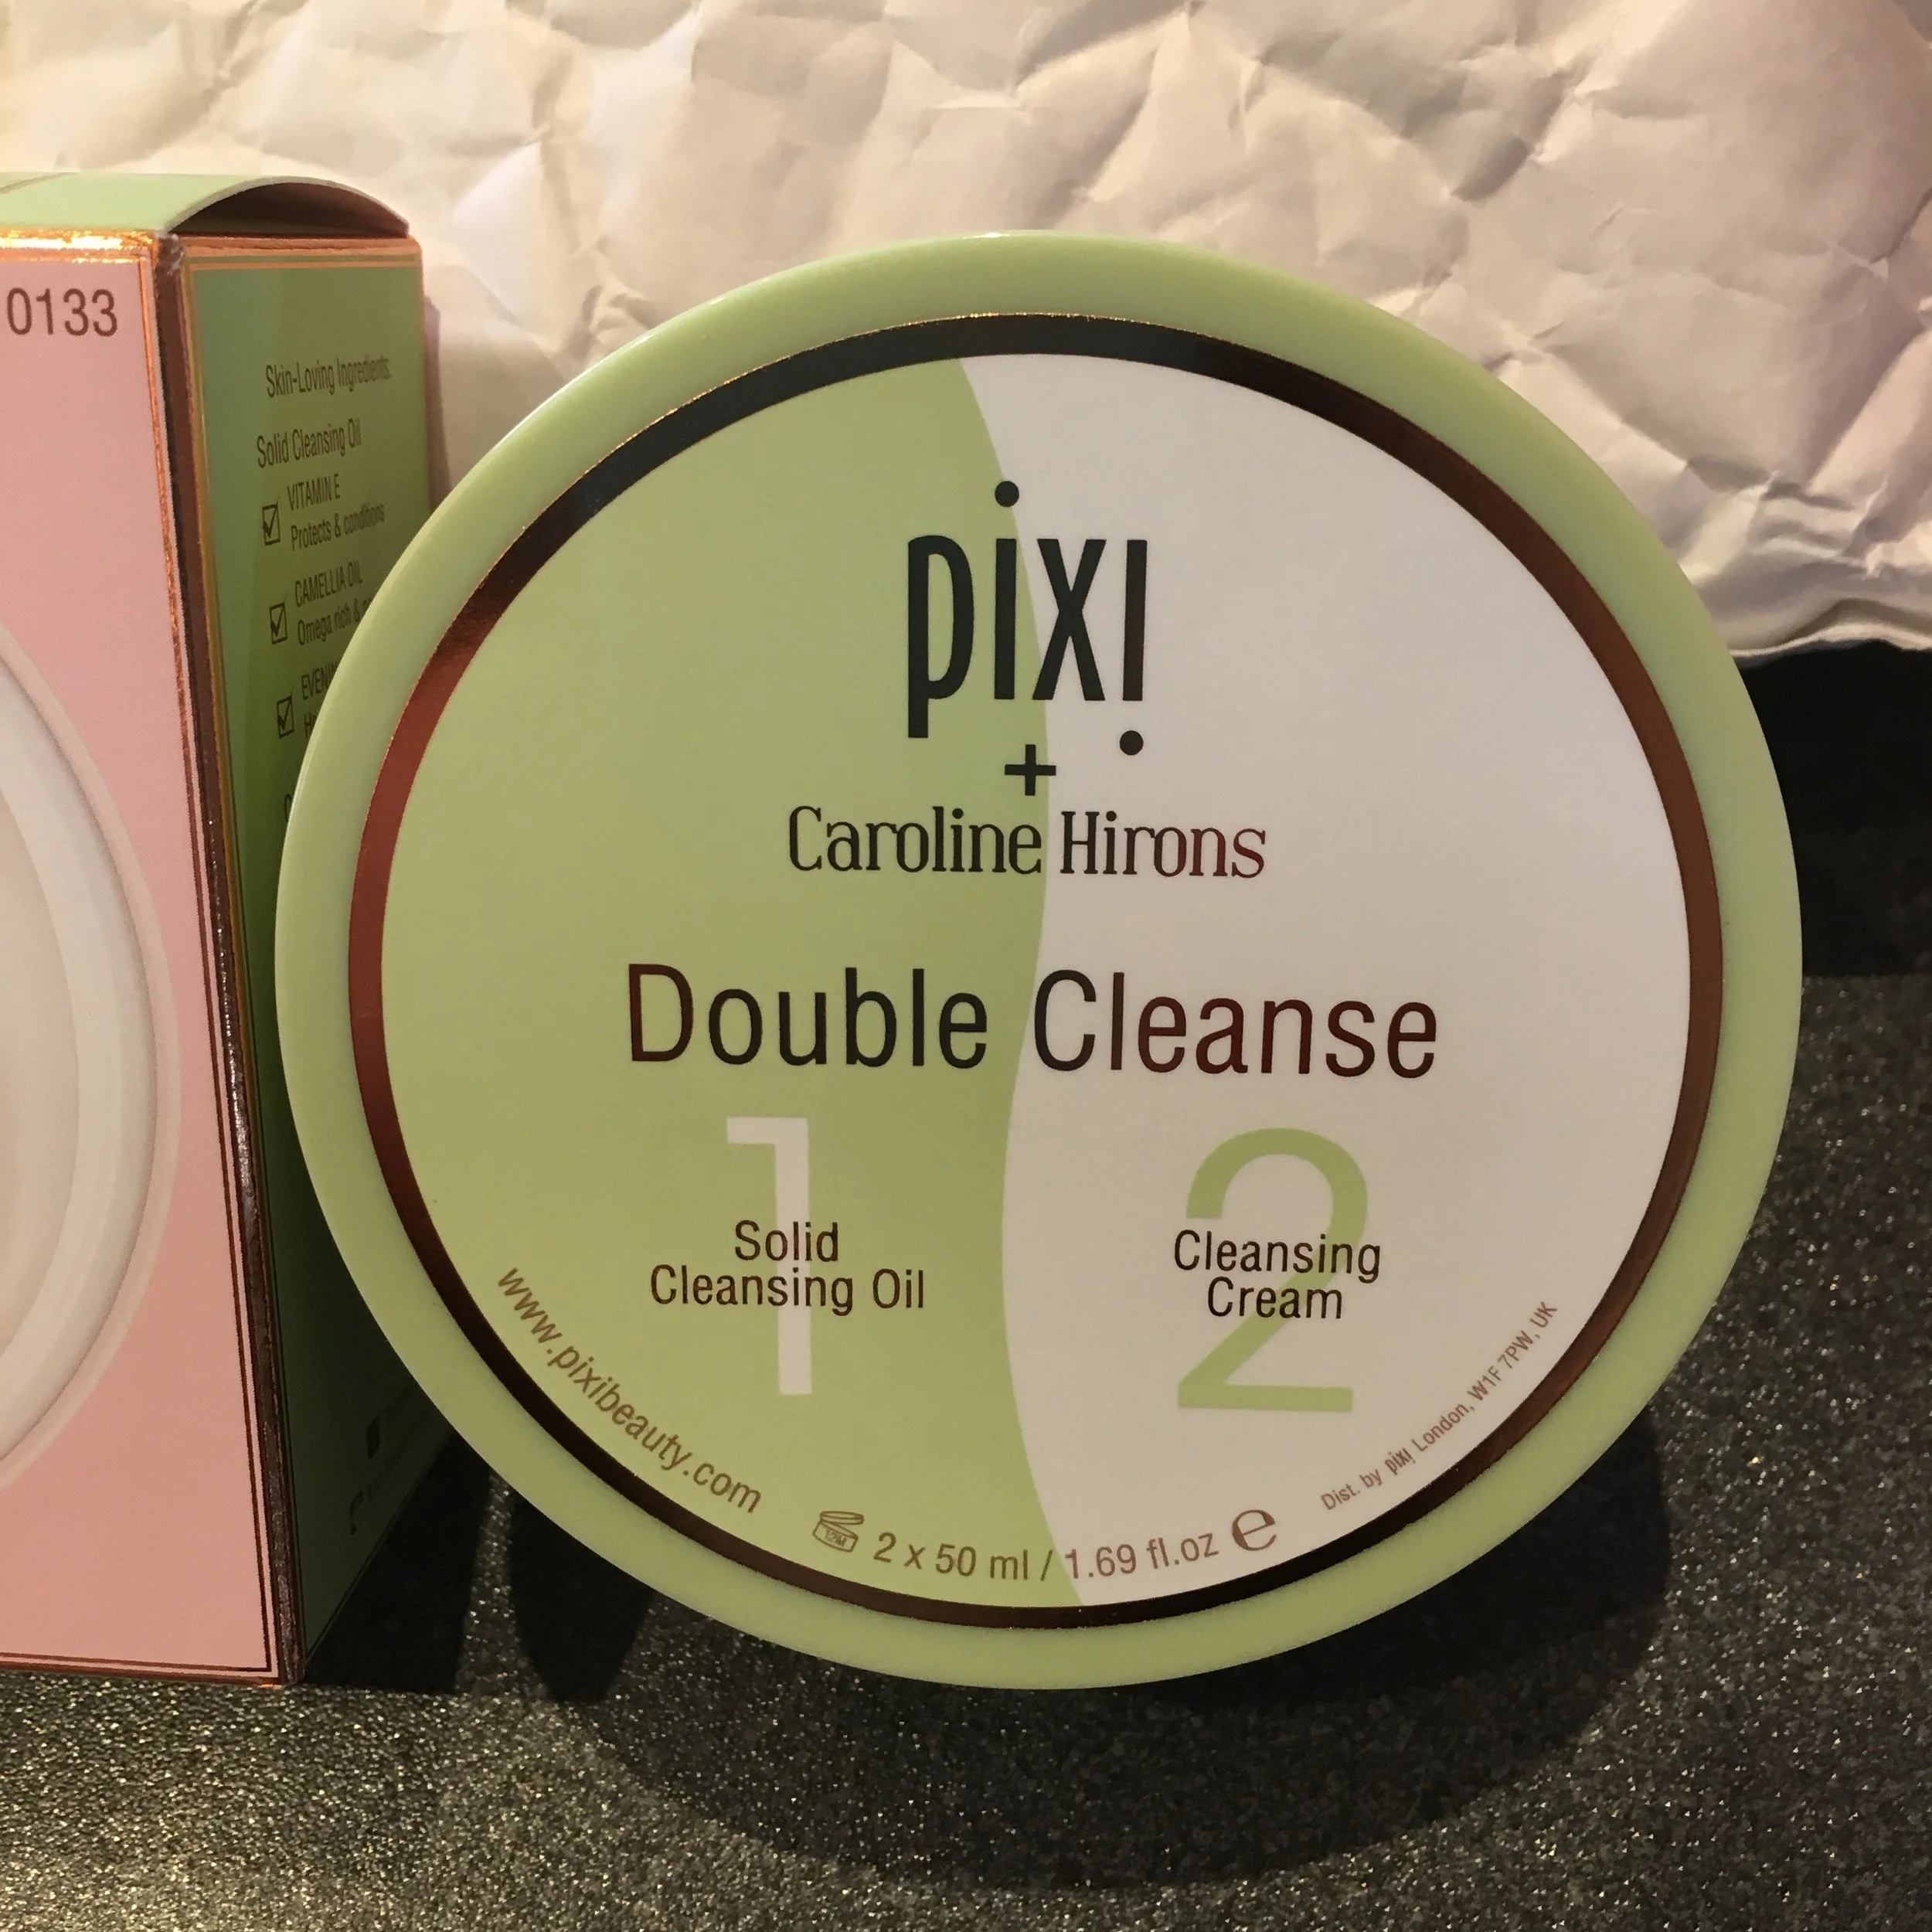 0133
Skin-Loving Ingredients:
Solid Cleansing Oil
VITAMIN E
Protects & conditions
CAMELLIA OIL
Omega rich &
pixi
+
Caroline Hirons
Double Cleanse
1
Solid
Cleansing Oil
2
Cleansing
Cream
www.pixibeauty.com
12M
2 x 50 ml / 1.69 fl.oz e
Dist. by pixi London, W1F 7PW, UK